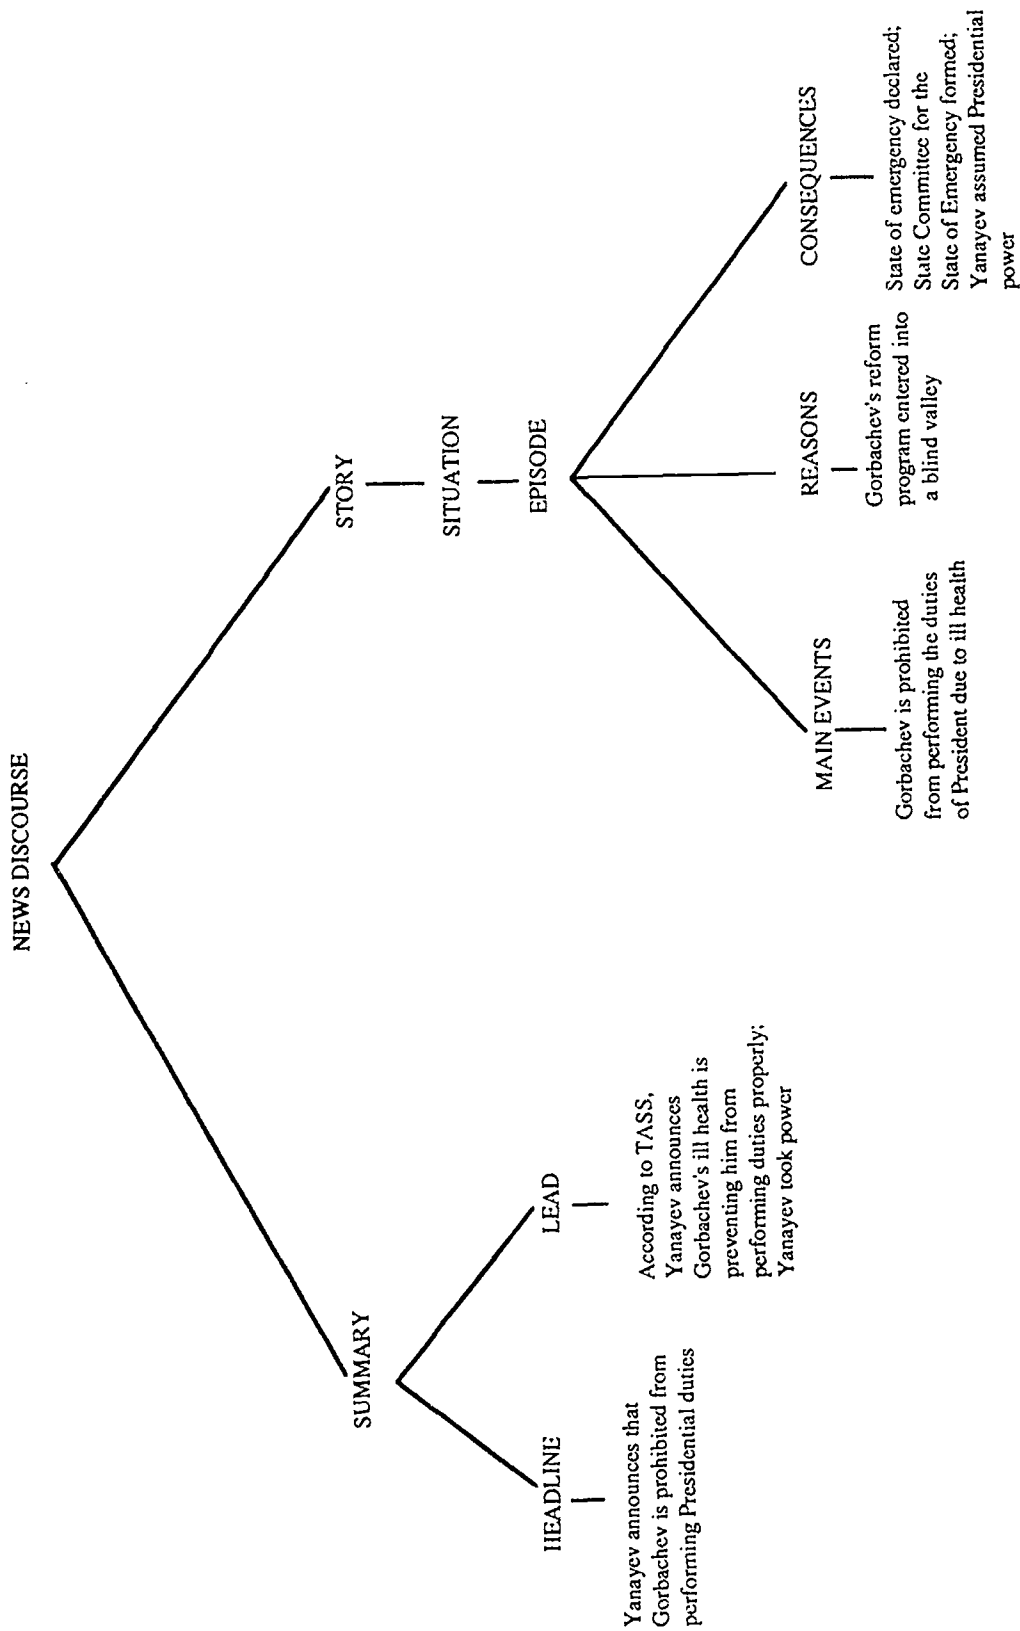 NEWS DISCOURSE
SUMMARY
STORY
SITUATION
EPISODE
HEADLINE
LEAD
MAIN EVENTS
REASONS
CONSEQUENCES
Yanayev announces that
Gorbachev is prohibited from
performing Presidential duties
According to TASS,
Yanayev announces
Gorbachev's ill health is
preventing him from
performing duties properly;
Yanayev took power
Gorbachev is prohibited
from performing the duties
of President due to ill health
Gorbachev's reform
program entered into
a blind valley
State of emergency declared;
State Committee for the
State of Emergency formed;
Yanayev assumed Presidential
power